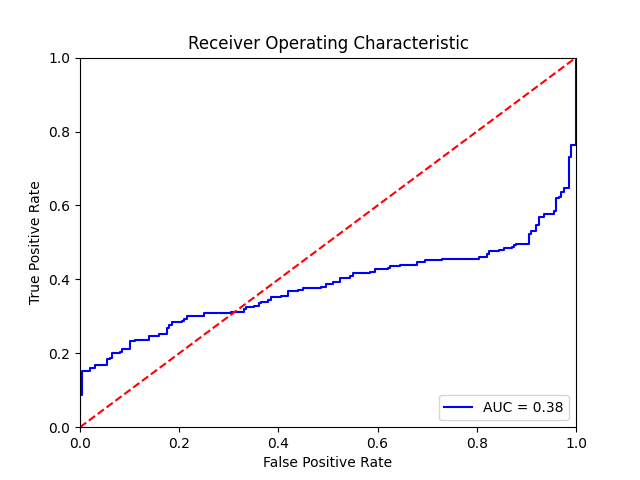 Receiver Operating Characteristic
1.0
0.8
0.6
0.4
0.2
0.0
True Positive Rate
AUC = 0.38
0.0 0.2 0.4 0.6 0.8 1.0
False Positive Rate